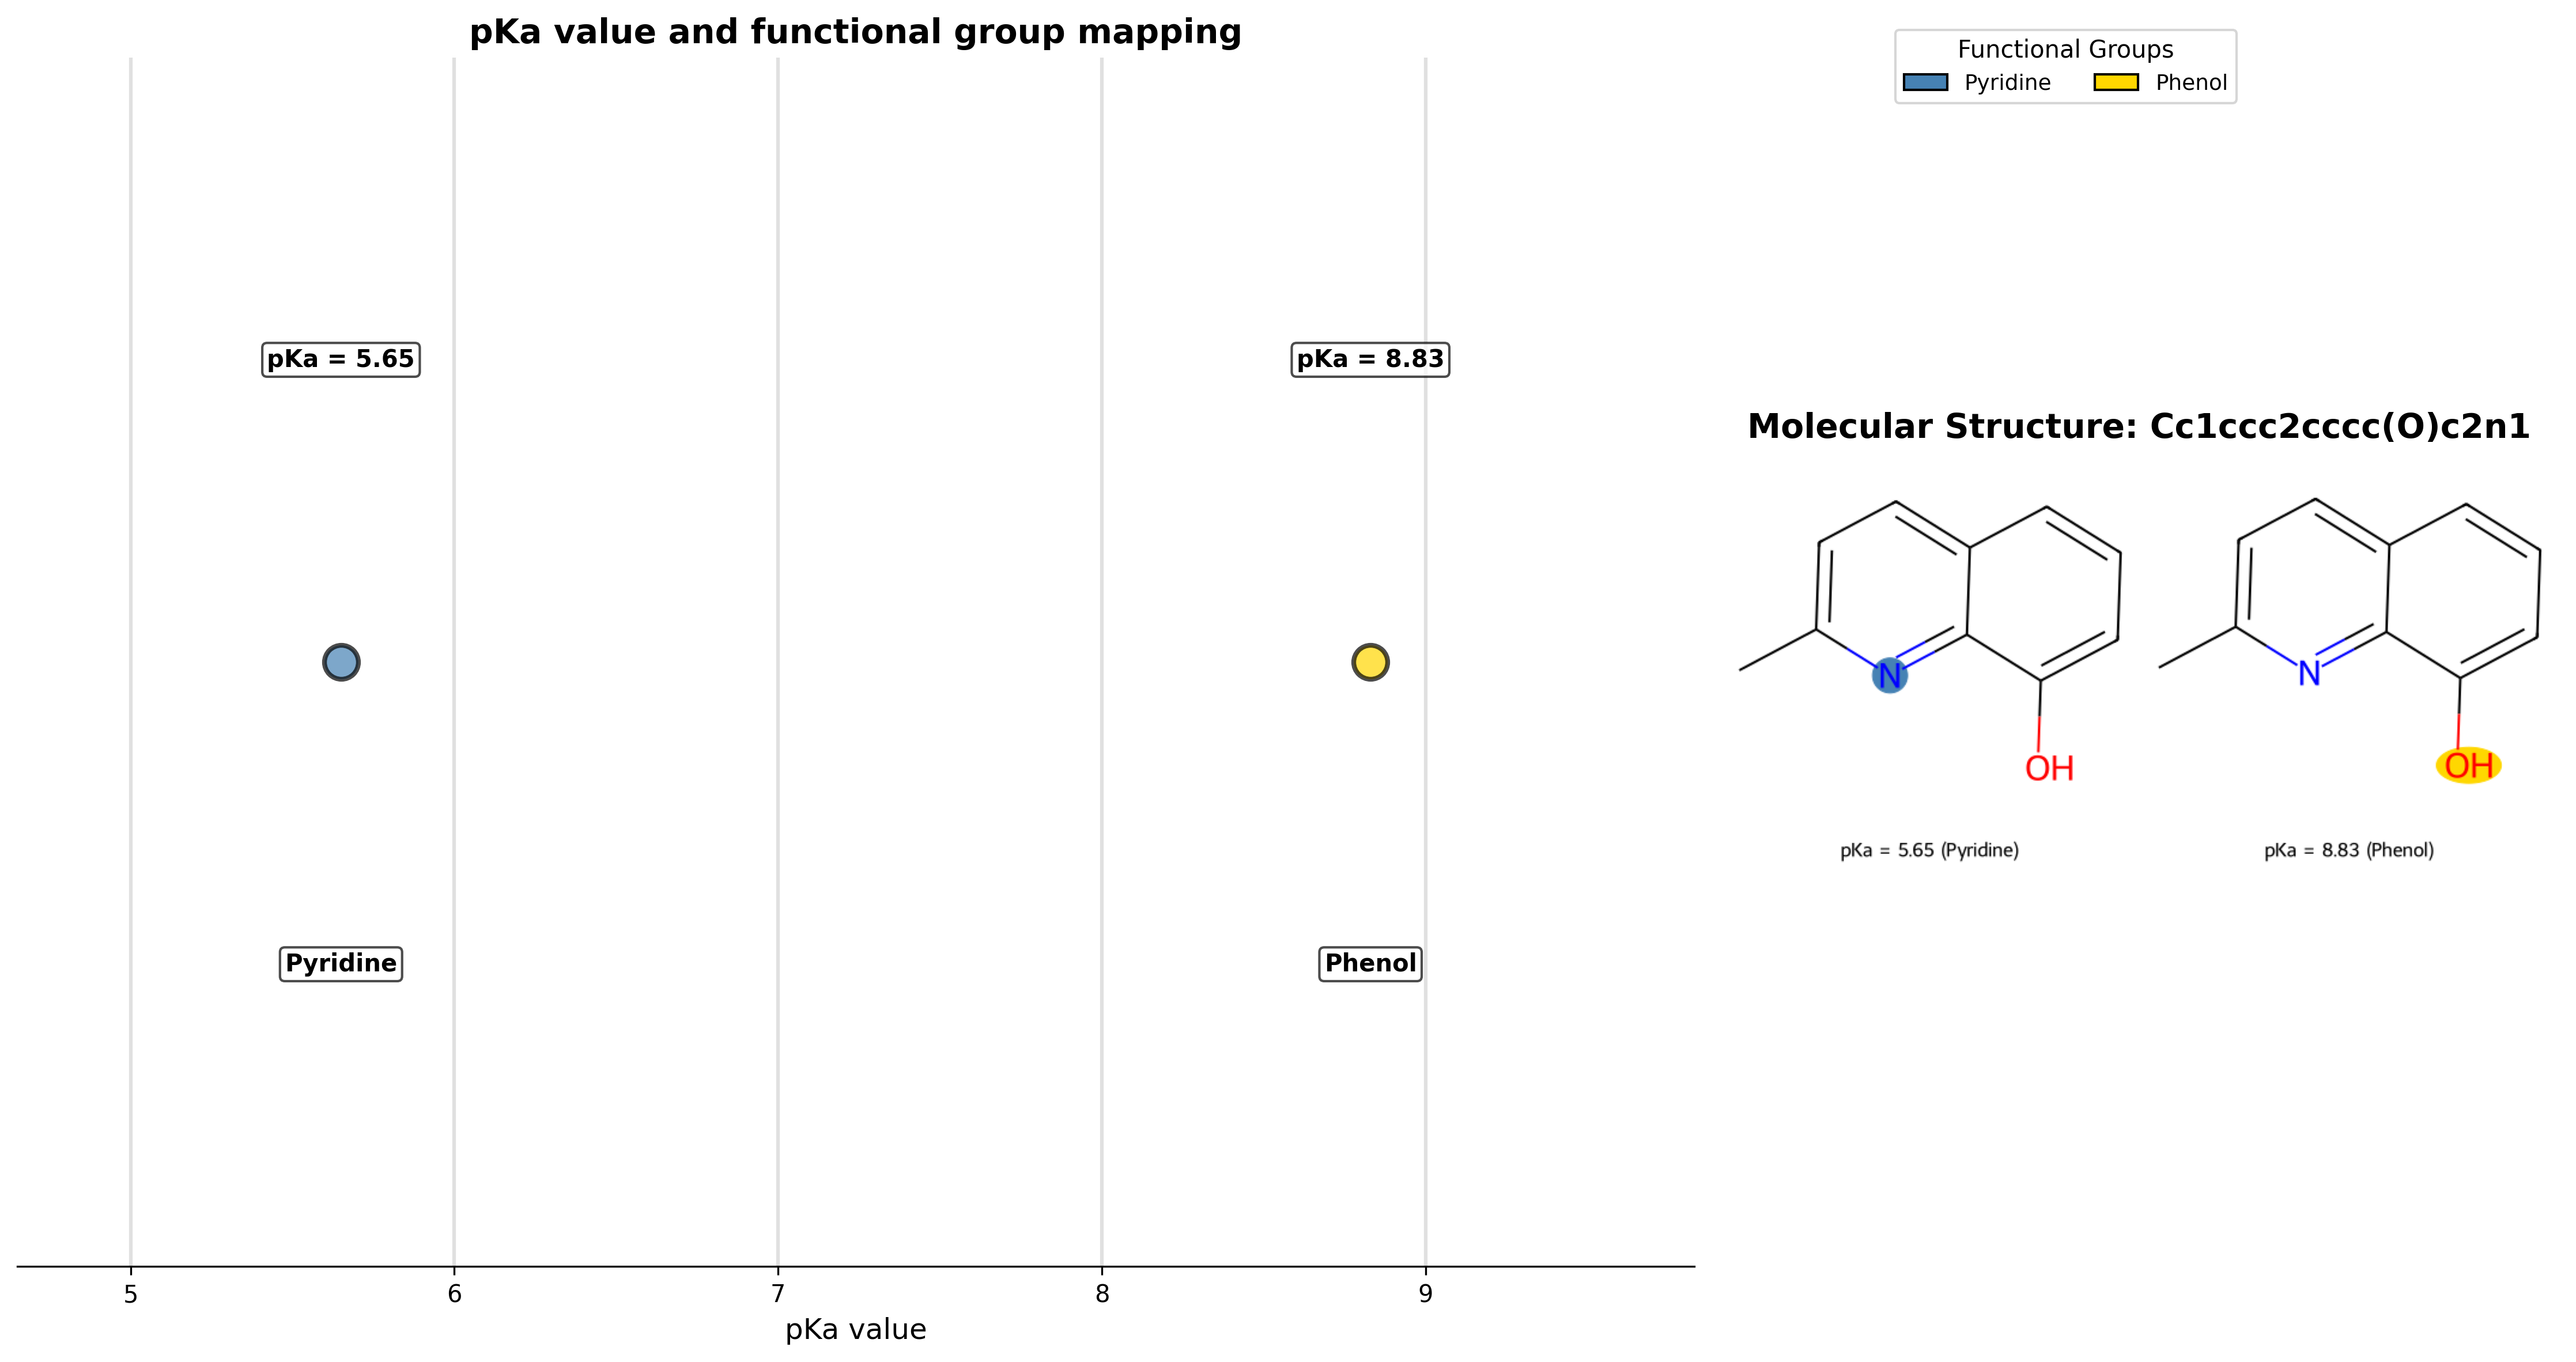 pKa value and functional group mapping
pKa = 5.65
pKa = 8.83
Pyridine
Phenol
5 6 7 8 9
pKa value
Functional Groups
Pyridine Phenol
Molecular Structure: Cc1ccc2cccc(O)c2n1
N N
OH OH
pKa = 5.65 (Pyridine) pKa = 8.83 (Phenol)